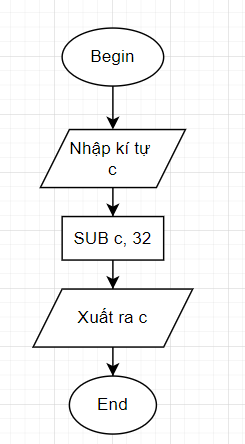 Begin
Nhập kí tự
c
SUB c, 32
Xuất ra c
End